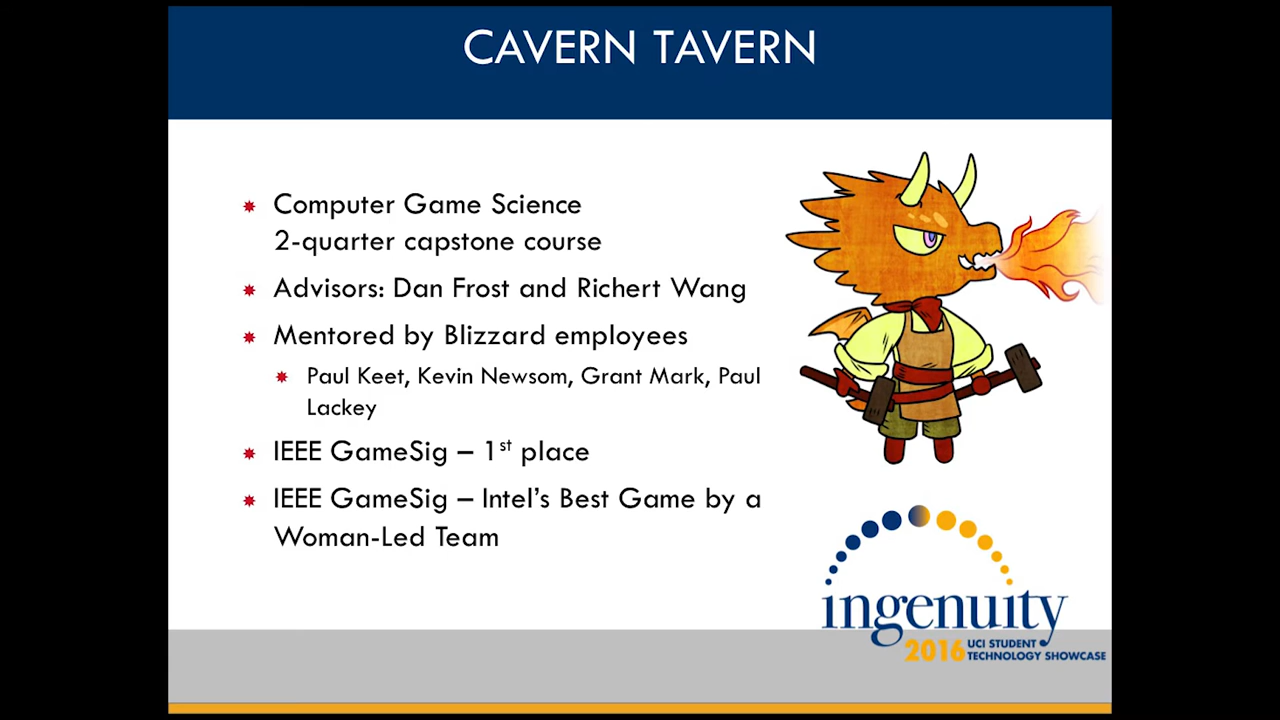 CAVERN TAVERN
Computer Game Science
2-quarter capstone course
Advisors: Dan Frost and Richert Wang
Mentored by Blizzard employees
Paul Keet, Kevin Newsom, Grant Mark, Paul
Lackey
IEEE GameSig – 1st place
IEEE GameSig – Intel's Best Game by a
Woman-Led Team
ingenuity
2016 UCI STUDENT
TECHNOLOGY SHOWCASE